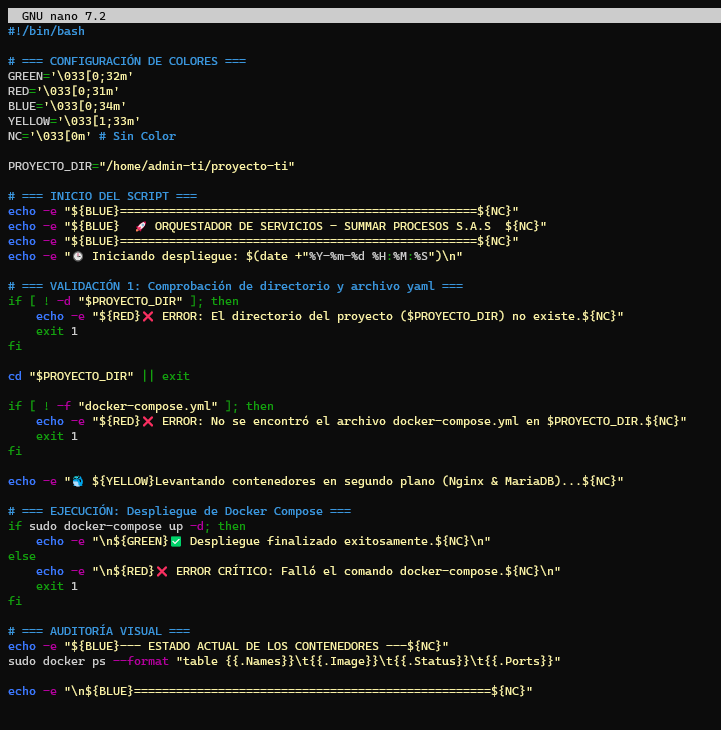 GNU nano 7.2
#!/bin/bash
# === CONFIGURACIÓN DE COLORES ===
GREEN='\033[0;32m'
RED='\033[0;31m'
BLUE='\033[0;34m'
YELLOW='\033[1;33m'
NC='\033[0m' # Sin Color
PROYECTO_DIR="/home/admin-ti/proyecto-ti"
# === INICIO DEL SCRIPT ===
echo -e "${BLUE}===================================================${NC}"
echo -e "${BLUE}  🚀 ORQUESTADOR DE SERVICIOS - SUMMAR PROCESOS S.A.S  ${NC}"
echo -e "${BLUE}===================================================${NC}"
echo -e "🕒 Iniciando despliegue: $(date +"%Y-%m-%d %H:%M:%S")\n"
# === VALIDACIÓN 1: Comprobación de directorio y archivo yaml ===
if [ ! -d "$PROYECTO_DIR" ]; then
    echo -e "${RED}❌ ERROR: El directorio del proyecto ($PROYECTO_DIR) no existe.${NC}"
    exit 1
fi
cd "$PROYECTO_DIR" || exit
if [ ! -f "docker-compose.yml" ]; then
    echo -e "${RED}❌ ERROR: No se encontró el archivo docker-compose.yml en $PROYECTO_DIR.${NC}"
    exit 1
fi
echo -e "📦 ${YELLOW}Levantando contenedores en segundo plano (Nginx & MariaDB)...${NC}"
# === EJECUCIÓN: Despliegue de Docker Compose ===
if sudo docker-compose up -d; then
    echo -e "\n${GREEN}✅ Despliegue finalizado exitosamente.${NC}\n"
else
    echo -e "\n${RED}❌ ERROR CRÍTICO: Falló el comando docker-compose.${NC}\n"
    exit 1
fi
# === AUDITORÍA VISUAL ===
echo -e "${BLUE}--- ESTADO ACTUAL DE LOS CONTENEDORES ---${NC}"
sudo docker ps --format "table {{.Names}}\t{{.Image}}\t{{.Status}}\t{{.Ports}}"
echo -e "\n${BLUE}===================================================${NC}"